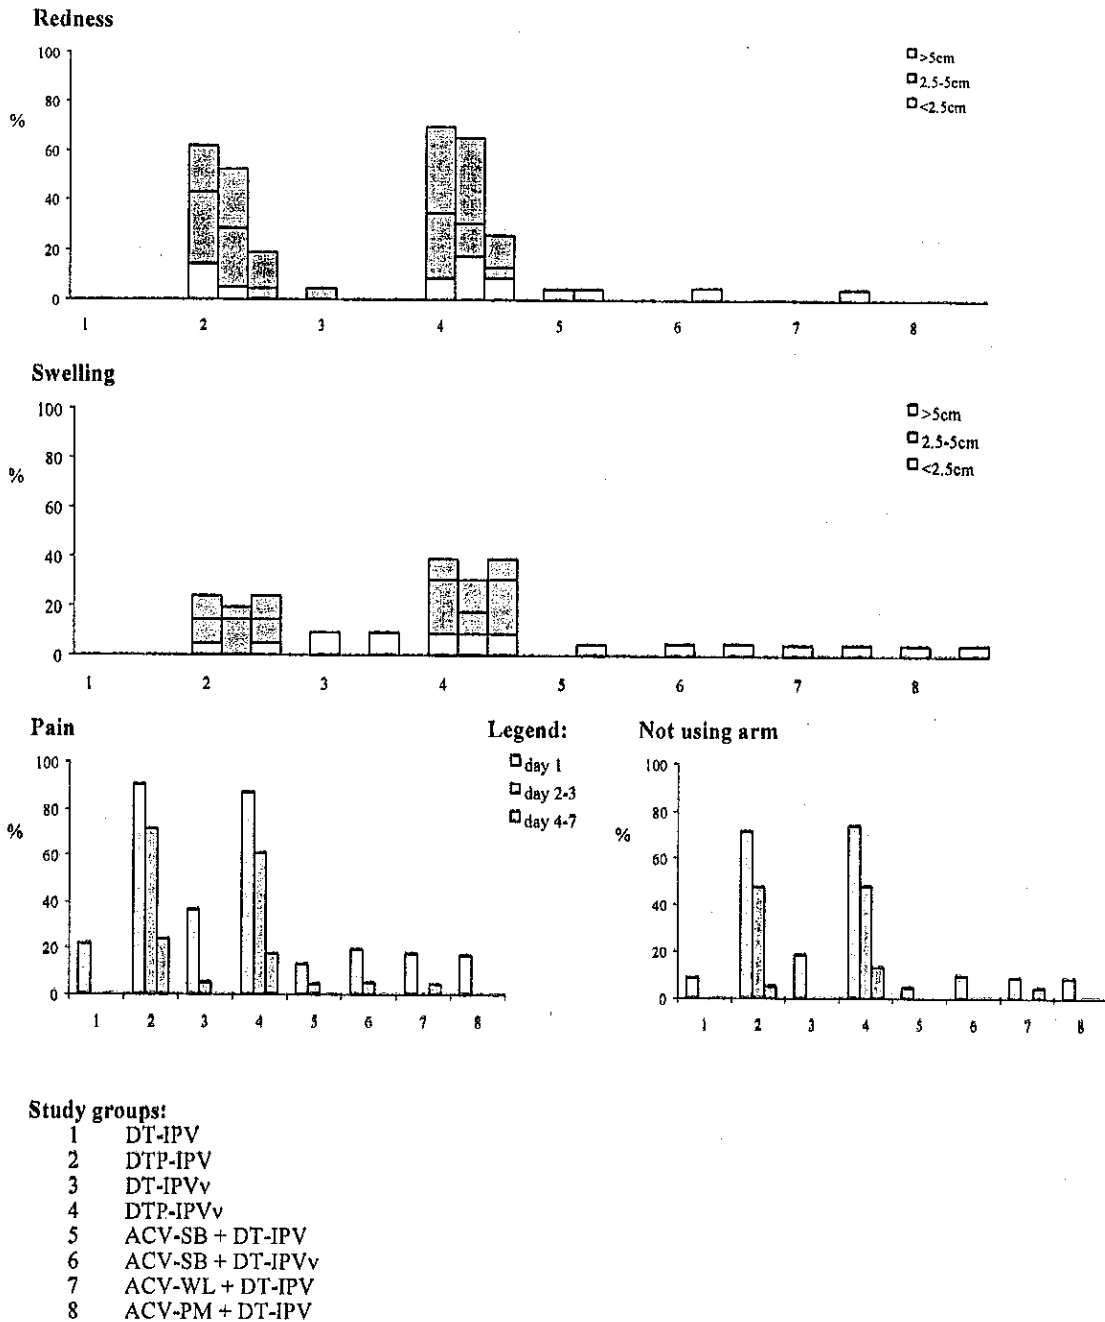 Redness
100
80
%
60
40
20
0
>5cm
2.5-5cm
<2.5cm
1 2 3 4 5 6 7 8
Swelling
100
80
%
60
40
20
0
>5cm
2.5-5cm
<2.5cm
1 2 3 4 5 6 7 8
Pain
100
80
%
60
40
20
0
1 2 3 4 5 6 7 8
Legend:
day 1
day 2-3
day 4-7
Not using arm
100
80
%
60
40
20
0
1 2 3 4 5 6 7 8
Study groups:
1 DT-IPV
2 DTP-IPV
3 DT-IPVv
4 DTP-IPVv
5 ACV-SB + DT-IPV
6 ACV-SB + DT-IPVv
7 ACV-WL + DT-IPV
8 ACV-PM + DT-IPV